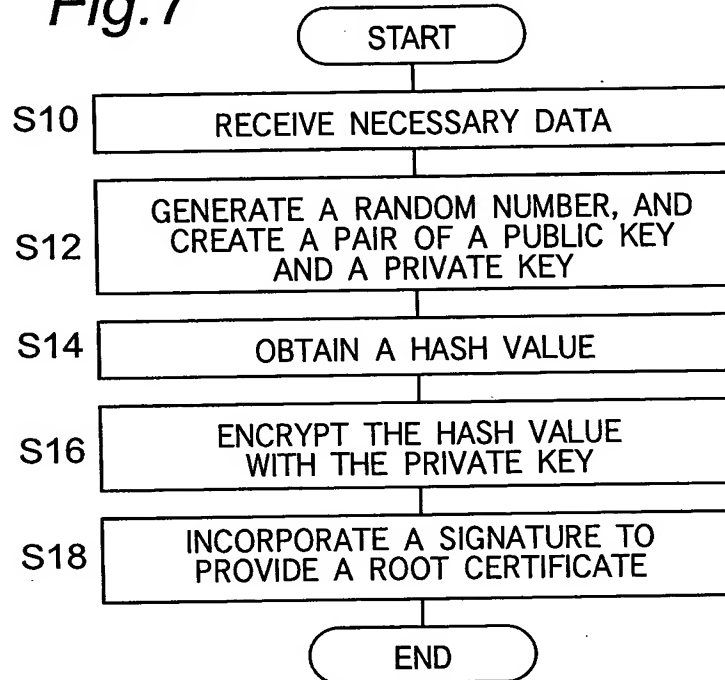 Fig.7
START
S10 RECEIVE NECESSARY DATA
S12 GENERATE A RANDOM NUMBER, AND
CREATE A PAIR OF A PUBLIC KEY
AND A PRIVATE KEY
S14 OBTAIN A HASH VALUE
S16 ENCRYPT THE HASH VALUE
WITH THE PRIVATE KEY
S18 INCORPORATE A SIGNATURE TO
PROVIDE A ROOT CERTIFICATE
END